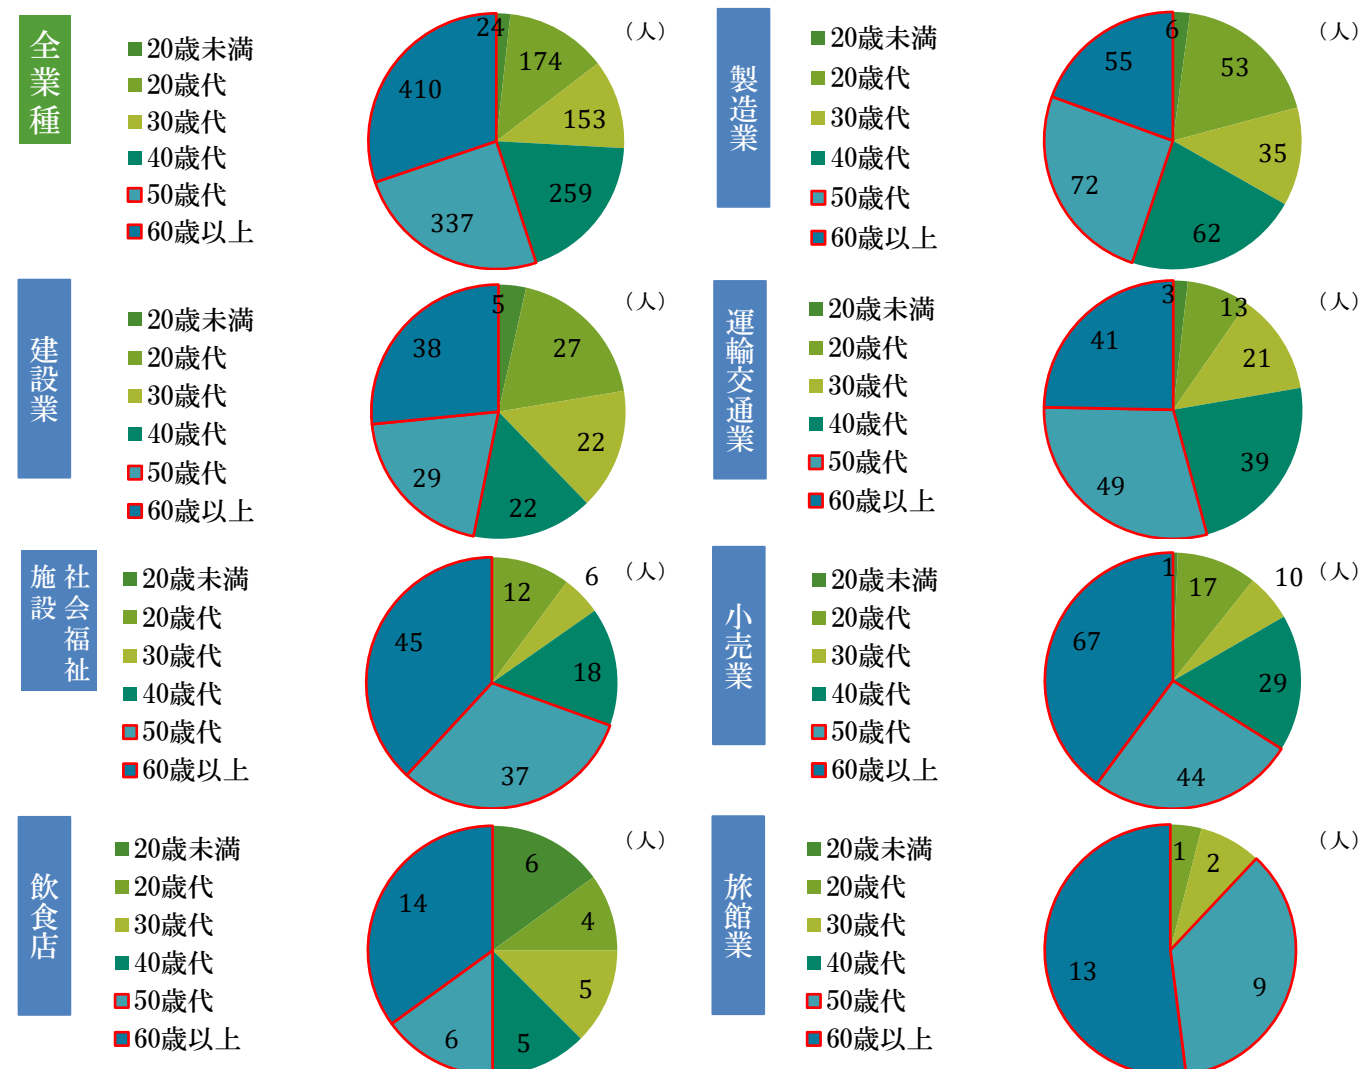 全業種
20歳未満
20歳代
30歳代
40歳代
50歳代
60歳以上
（人）
24
174
153
259
337
410
製造業
20歳未満
20歳代
30歳代
40歳代
50歳代
60歳以上
（人）
6
53
35
62
72
55
建設業
20歳未満
20歳代
30歳代
40歳代
50歳代
60歳以上
（人）
5
27
22
22
29
38
運輸交通業
20歳未満
20歳代
30歳代
40歳代
50歳代
60歳以上
（人）
3
13
21
39
49
41
社会福祉
施設
20歳未満
20歳代
30歳代
40歳代
50歳代
60歳以上
（人）
12
6
18
37
45
小売業
20歳未満
20歳代
30歳代
40歳代
50歳代
60歳以上
（人）
1
17
10
29
44
67
飲食店
20歳未満
20歳代
30歳代
40歳代
50歳代
60歳以上
（人）
6
4
5
5
6
14
旅館業
20歳未満
20歳代
30歳代
40歳代
50歳代
60歳以上
（人）
1
2
9
13